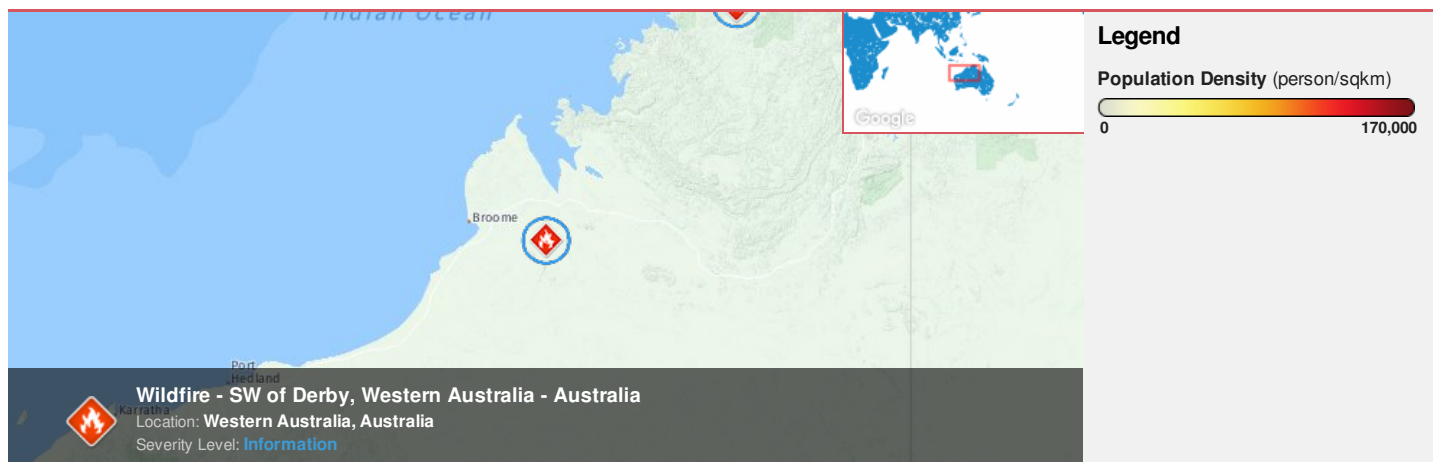 Indian Ocean
Google
Broome
Port
Hedland
Karratha
Wildfire - SW of Derby, Western Australia - Australia
Location: Western Australia, Australia
Severity Level: Information
Legend
Population Density (person/sqkm)
0 170,000